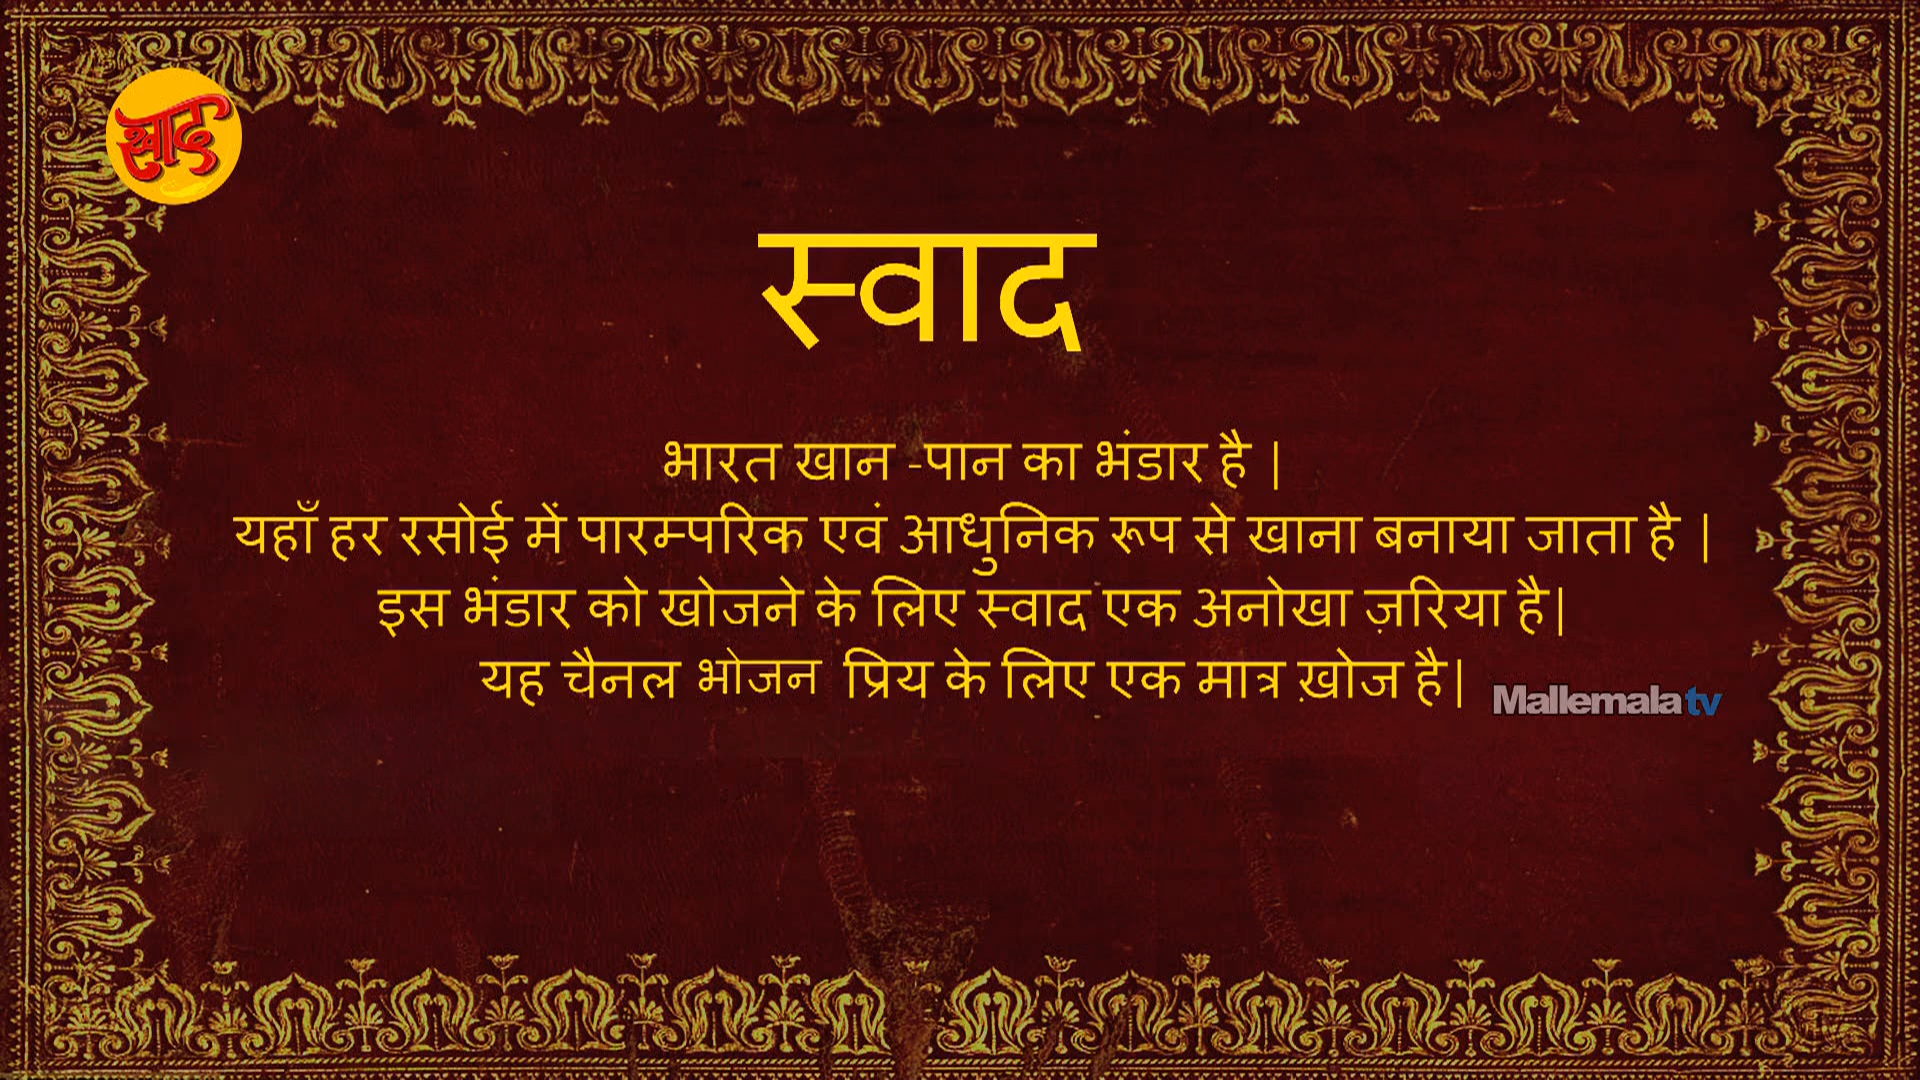 स्वाद
स्वाद
भारत खान -पान का भंडार है |
यहाँ हर रसोई में पारम्परिक एवं आधुनिक रूप से खाना बनाया जाता है |
इस भंडार को खोजने के लिए स्वाद एक अनोखा ज़रिया है|
यह चैनल भोजन प्रिय के लिए एक मात्र ख़ोज है|
Mallemalatv